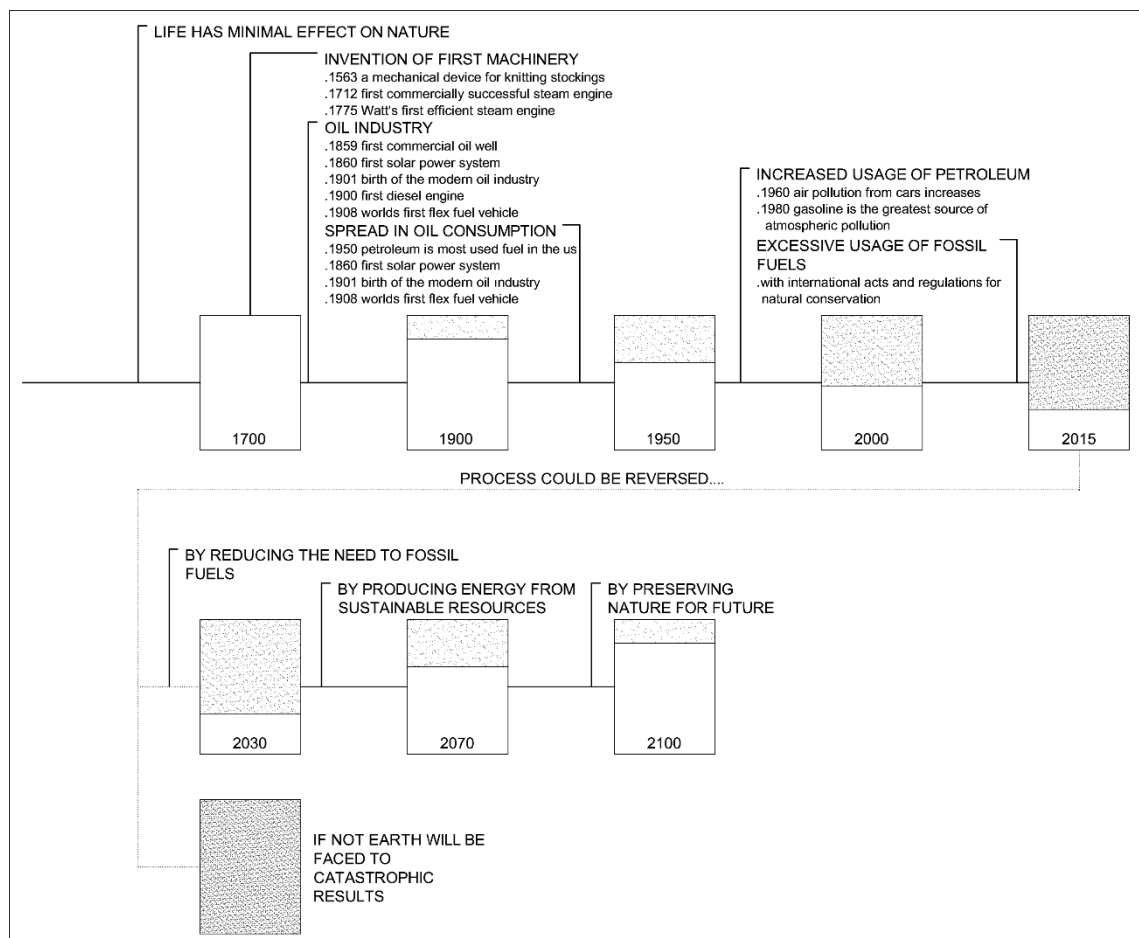 LIFE HAS MINIMAL EFFECT ON NATURE
INVENTION OF FIRST MACHINERY
.1563 a mechanical device for knitting stockings
.1712 first commercially successful steam engine
.1775 Watt's first efficient steam engine
OIL INDUSTRY
.1859 first commercial oil well
.1860 first solar power system
.1901 birth of the modern oil industry
.1900 first diesel engine
.1908 worlds first flex fuel vehicle
SPREAD IN OIL CONSUMPTION
.1950 petroleum is most used fuel in the us
.1860 first solar power system
.1901 birth of the modern oil industry
.1908 worlds first flex fuel vehicle
INCREASED USAGE OF PETROLEUM
.1960 air pollution from cars increases
.1980 gasoline is the greatest source of
atmospheric pollution
EXCESSIVE USAGE OF FOSSIL
FUELS
.with international acts and regulations for
natural conservation
1700
1900
1950
2000
2015
PROCESS COULD BE REVERSED....
BY REDUCING THE NEED TO FOSSIL
FUELS
BY PRODUCING ENERGY FROM
SUSTAINABLE RESOURCES
BY PRESERVING
NATURE FOR FUTURE
2030
2070
2100
IF NOT EARTH WILL BE
FACED TO
CATASTROPHIC
RESULTS